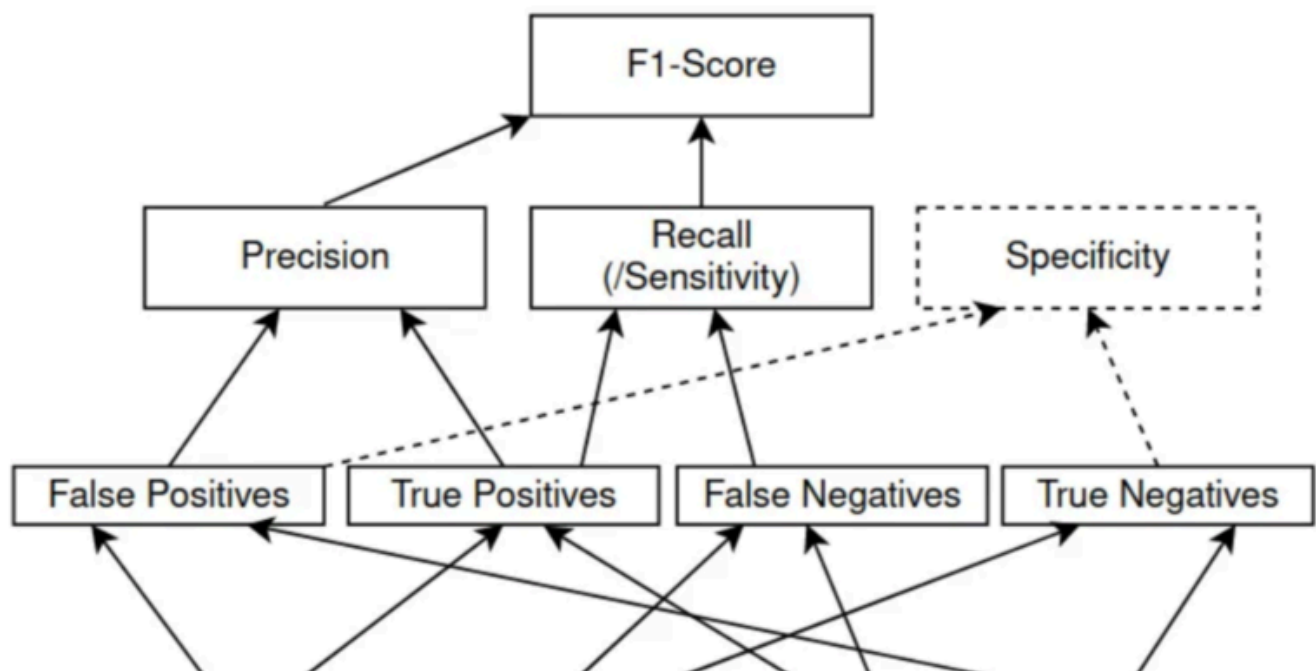 F1-Score
Precision
Recall
(/Sensitivity)
Specificity
False Positives
True Positives
False Negatives
True Negatives